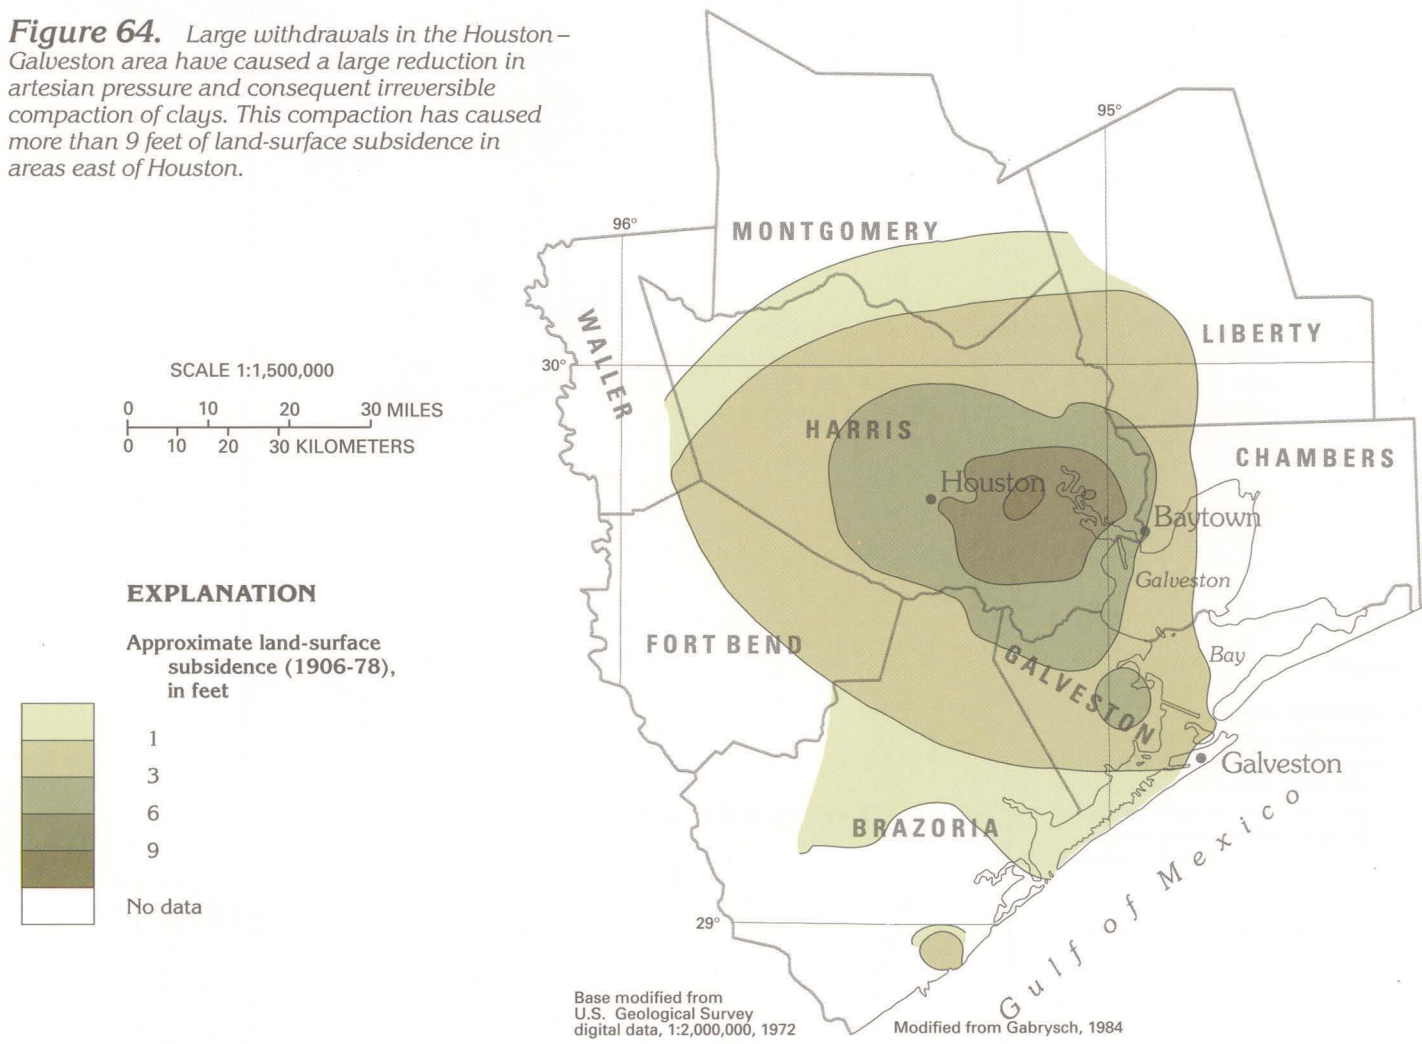 Figure 64. Large withdrawals in the Houston–
Galveston area have caused a large reduction in
artesian pressure and consequent irreversible
compaction of clays. This compaction has caused
more than 9 feet of land-surface subsidence in
areas east of Houston.
95°
96°
MONTGOMERY
WALLER
LIBERTY
30°
SCALE 1:1,500,000
0 10 20 30 MILES
0 10 20 30 KILOMETERS
HARRIS
CHAMBERS
Houston
Baytown
Galveston
Bay
EXPLANATION
Approximate land-surface
subsidence (1906-78),
in feet
1
3
6
9
No data
FORT BEND
GALVESTON
Galveston
BRAZORIA
Gulf of Mexico
29°
Base modified from
U.S. Geological Survey
digital data, 1:2,000,000, 1972
Modified from Gabrysch, 1984